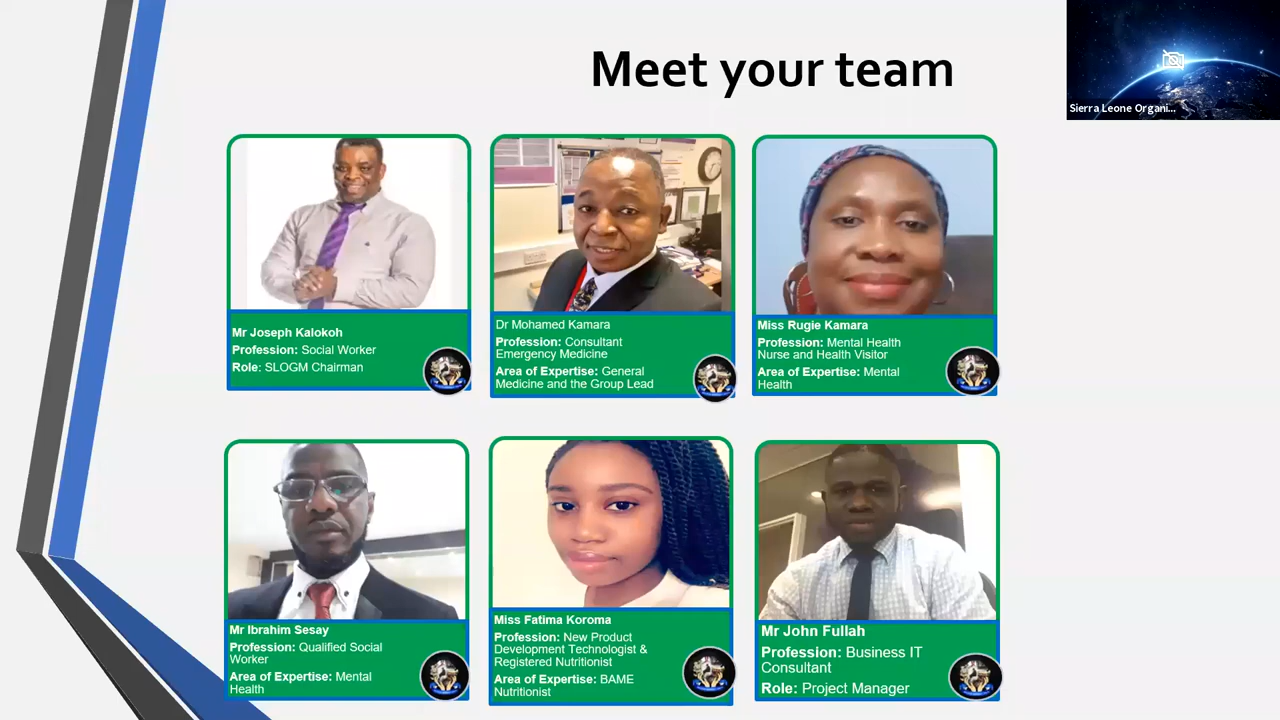 Meet your team
Sierra Leone Organi...
Mr Joseph Kalokoh
Profession: Social Worker
Role: SLOGM Chairman
Dr Mohamed Kamara
Profession: Consultant
Emergency Medicine
Area of Expertise: General
Medicine and the Group Lead
Miss Rugie Kamara
Profession: Mental Health
Nurse and Health Visitor
Area of Expertise: Mental
Health
Mr Ibrahim Sesay
Profession: Qualified Social
Worker
Area of Expertise: Mental
Health
Miss Fatima Koroma
Profession: New Product
Development Technologist &
Registered Nutritionist
Area of Expertise: BAME
Nutritionist
Mr John Fullah
Profession: Business IT
Consultant
Role: Project Manager